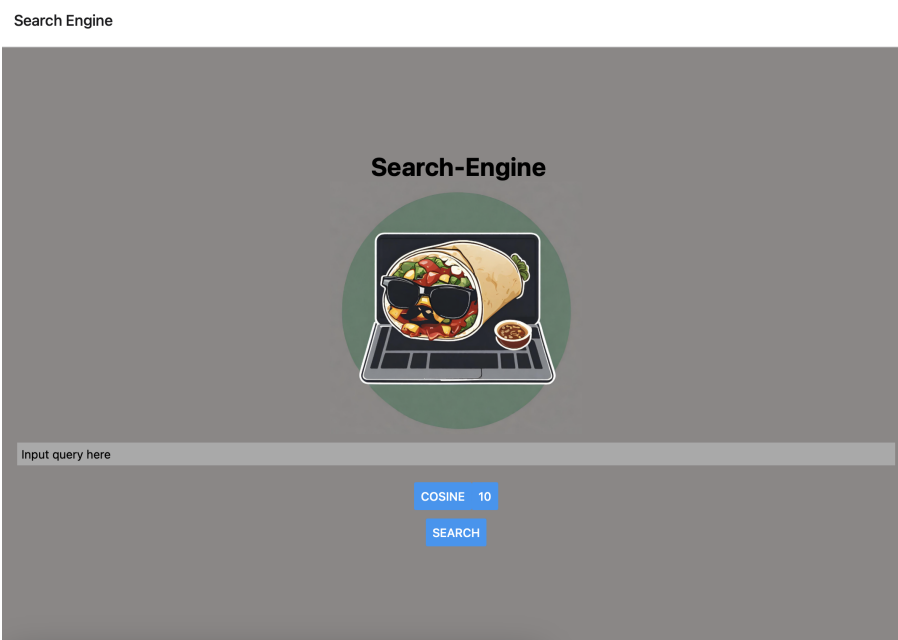 Search Engine
Search-Engine
Input query here
COSINE 10
SEARCH